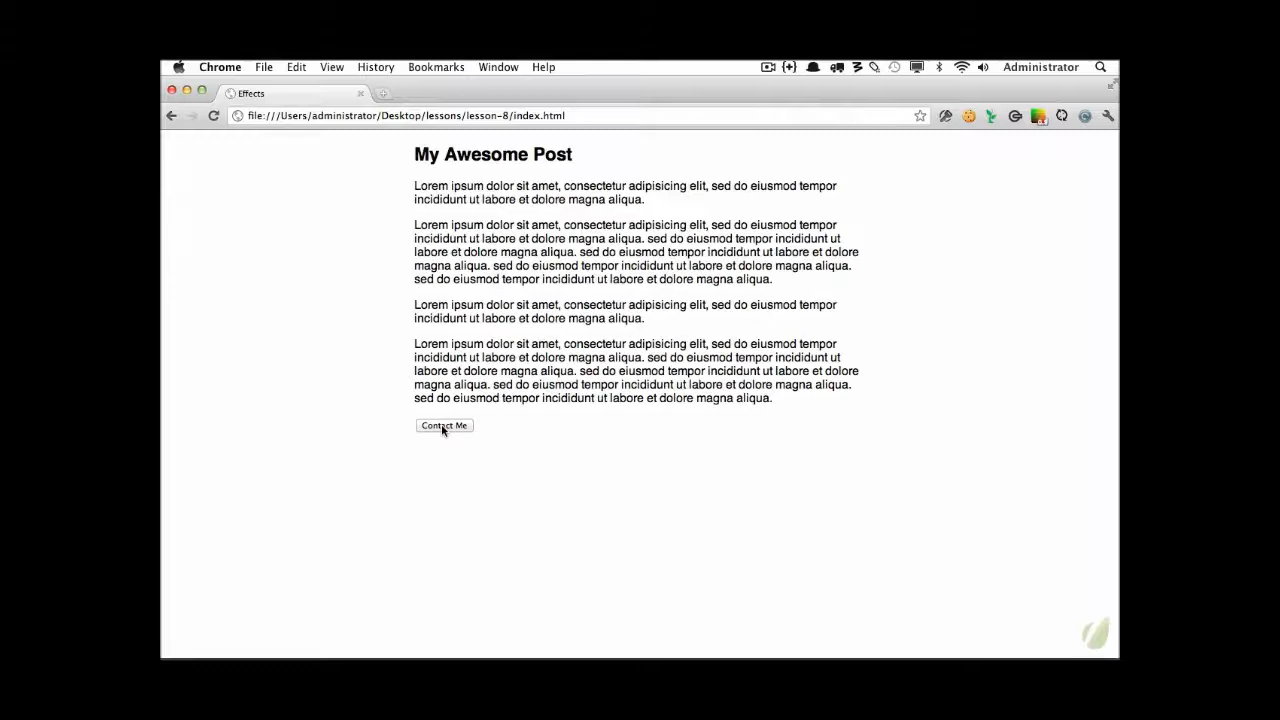 Chrome File Edit View History Bookmarks Window Help Administrator
Effects
file:///Users/administrator/Desktop/lessons/lesson-8/index.html
My Awesome Post
Lorem ipsum dolor sit amet, consectetur adipisicing elit, sed do eiusmod tempor
incididunt ut labore et dolore magna aliqua.
Lorem ipsum dolor sit amet, consectetur adipisicing elit, sed do eiusmod tempor
incididunt ut labore et dolore magna aliqua. sed do eiusmod tempor incididunt ut
labore et dolore magna aliqua. sed do eiusmod tempor incididunt ut labore et dolore
magna aliqua. sed do eiusmod tempor incididunt ut labore et dolore magna aliqua.
sed do eiusmod tempor incididunt ut labore et dolore magna aliqua.
Lorem ipsum dolor sit amet, consectetur adipisicing elit, sed do eiusmod tempor
incididunt ut labore et dolore magna aliqua.
Lorem ipsum dolor sit amet, consectetur adipisicing elit, sed do eiusmod tempor
incididunt ut labore et dolore magna aliqua. sed do eiusmod tempor incididunt ut
labore et dolore magna aliqua. sed do eiusmod tempor incididunt ut labore et dolore
magna aliqua. sed do eiusmod tempor incididunt ut labore et dolore magna aliqua.
sed do eiusmod tempor incididunt ut labore et dolore magna aliqua.
Contact Me